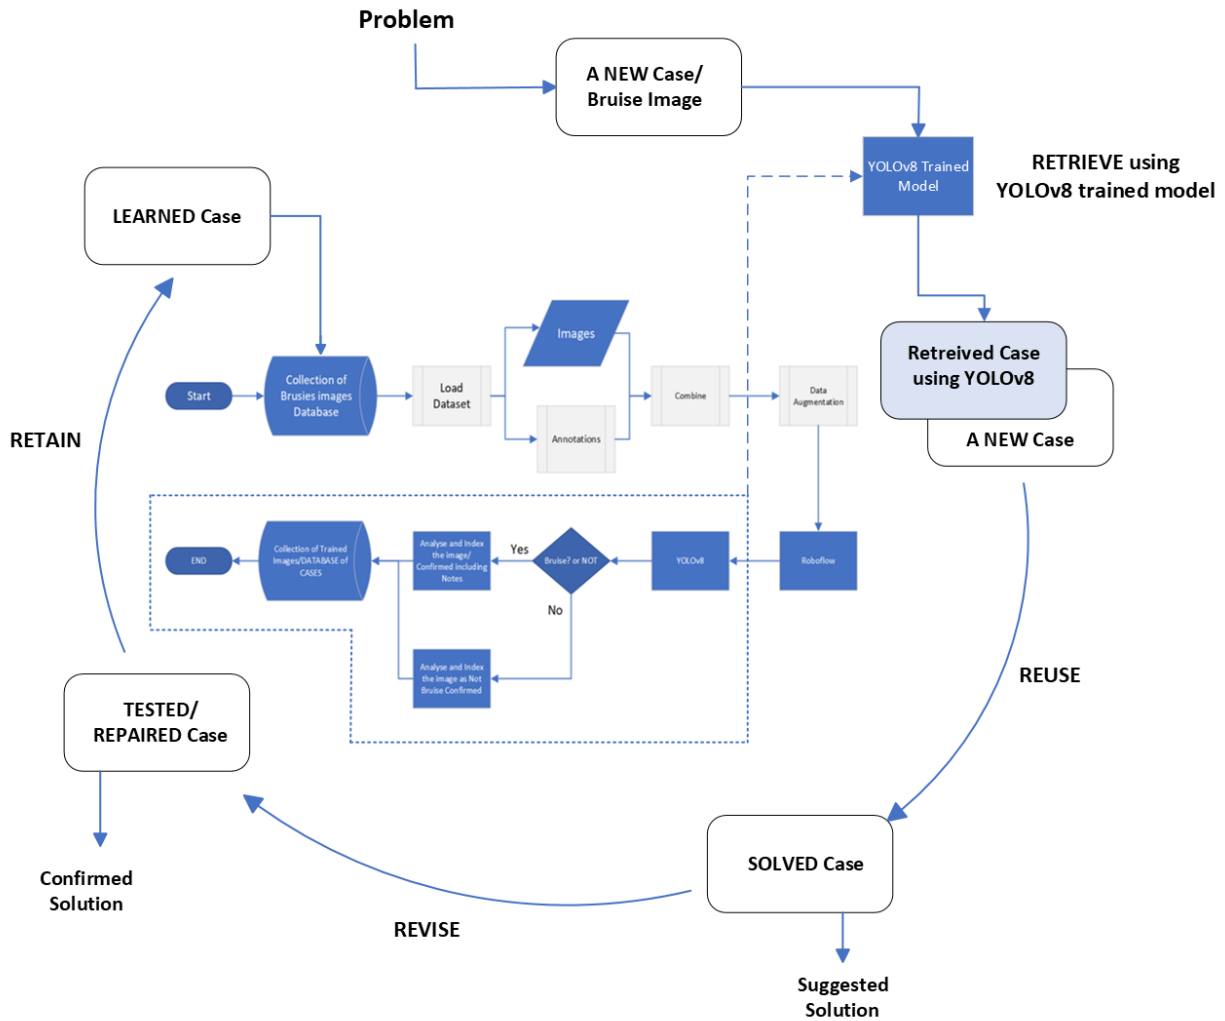 Problem
A NEW Case/
Bruise Image
YOLOv8 Trained
Model
RETRIEVE using
YOLOv8 trained model
LEARNED Case
Retreived Case
using YOLOv8
A NEW Case
Start
Collection of
Brusies images
Database
Load
Dataset
Images
Annotations
Combine
Data
Augmentation
RETAIN
END
Collection of Trained
Images/DATABASE of
CASES
Analyse and Index
the image/
Confirmed including
Notes
Yes
Bruise? or NOT
No
YOLOv8
Roboflow
Analyse and Index
the image as Not
Bruise Confirmed
REUSE
TESTED/
REPAIRED Case
SOLVED Case
Confirmed
Solution
REVISE
Suggested
Solution